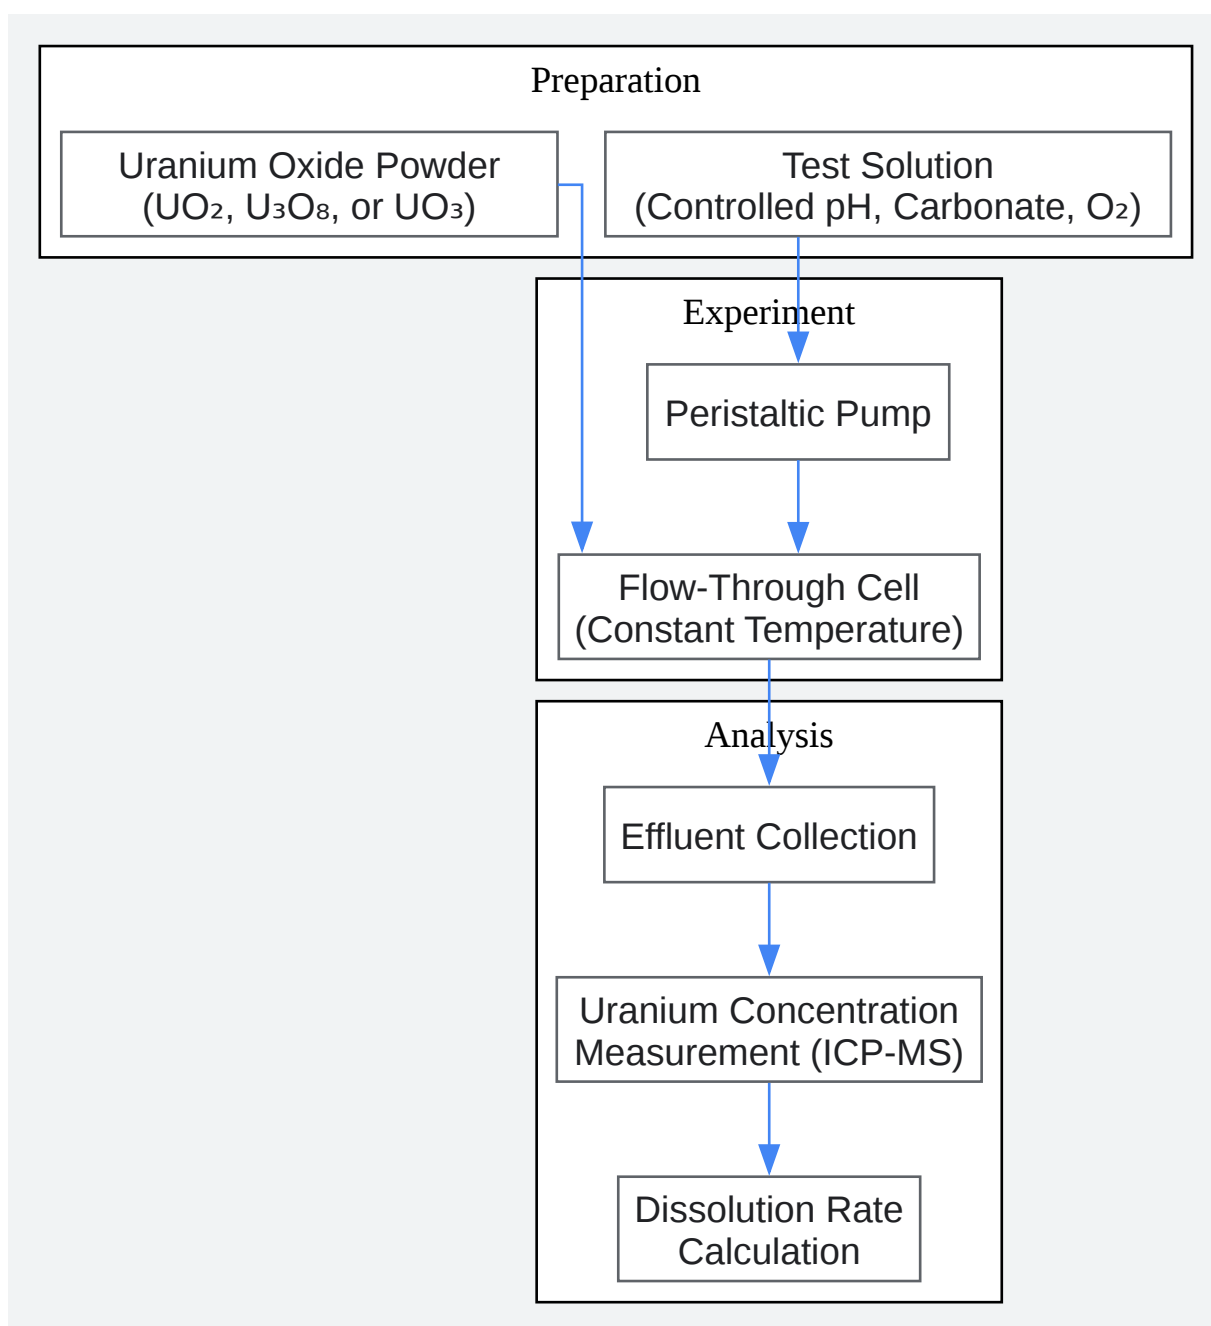 Preparation
Uranium Oxide Powder
(UO₂, U₃O₈, or UO₃)
Test Solution
(Controlled pH, Carbonate, O₂)
Experiment
Peristaltic Pump
Flow-Through Cell
(Constant Temperature)
Analysis
Effluent Collection
Uranium Concentration
Measurement (ICP-MS)
Dissolution Rate
Calculation